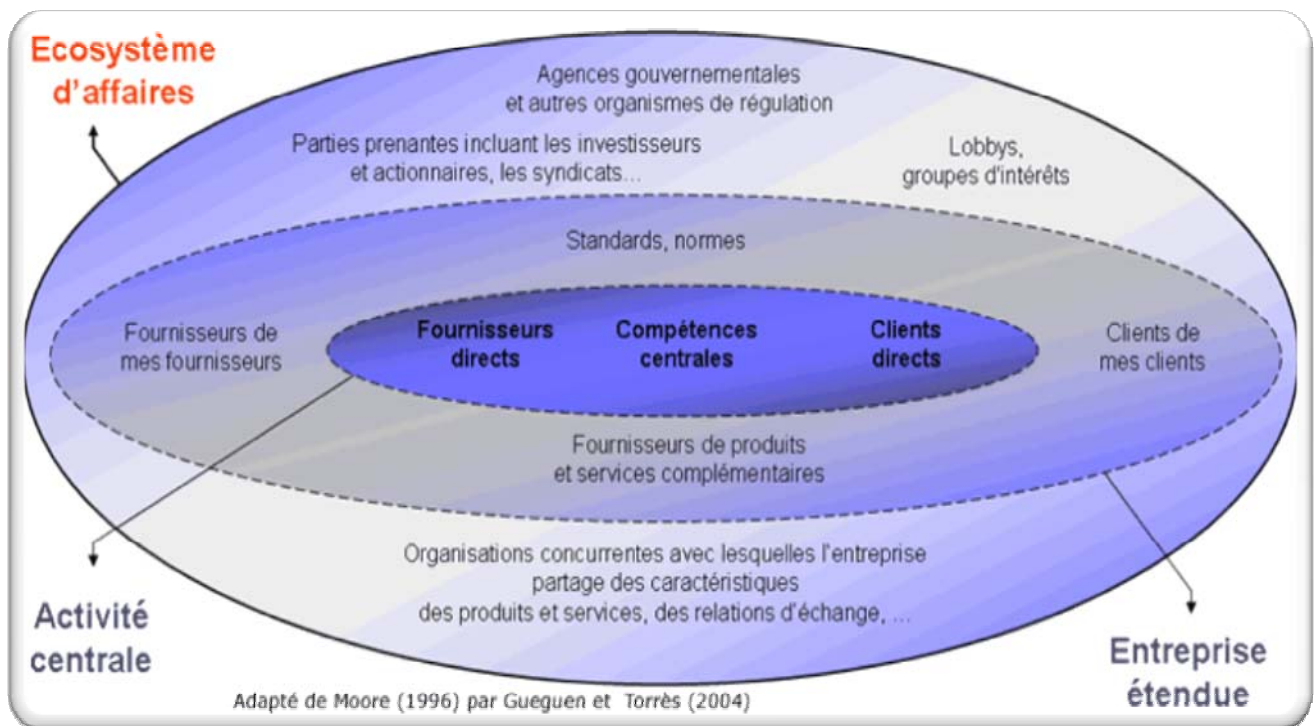 Ecosystème
d'affaires
Agences gouvernementales
et autres organismes de régulation
Parties prenantes incluant les investisseurs
et actionnaires, les syndicats...
Lobbys,
groupes d'intérêts
Standards, normes
Fournisseurs de
mes fournisseurs
Fournisseurs
directs
Compétences
centrales
Clients
directs
Clients de
mes clients
Fournisseurs de produits
et services complémentaires
Organisations concurrentes avec lesquelles l'entreprise
partage des caractéristiques
des produits et services, des relations d'échange, ...
Activité
centrale
Entreprise
étendue
Adapté de Moore (1996) par Gueguen et Torrès (2004)